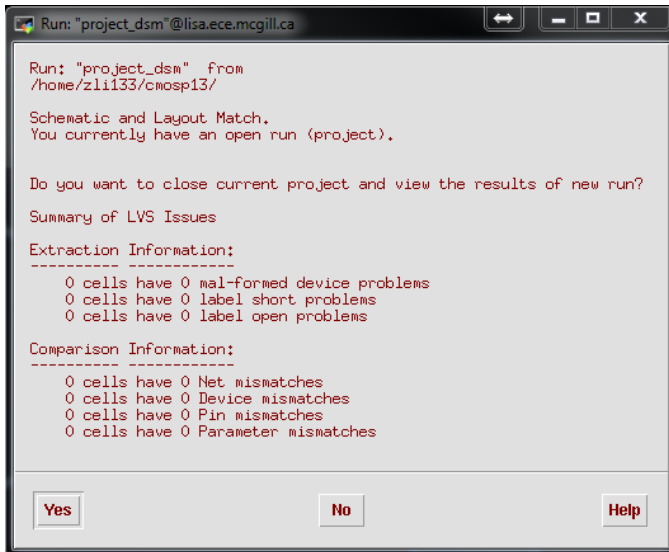 Run: "project_dsm"@lisa.ece.mcgill.ca
Run: "project_dsm" from
/home/zli133/cmosp13/
Schematic and Layout Match.
You currently have an open run (project).
Do you want to close current project and view the results of new run?
Summary of LVS Issues
Extraction Information:
---------- ------------
0 cells have 0 mal-formed device problems
0 cells have 0 label short problems
0 cells have 0 label open problems
Comparison Information:
---------- ------------
0 cells have 0 Net mismatches
0 cells have 0 Device mismatches
0 cells have 0 Pin mismatches
0 cells have 0 Parameter mismatches
Yes No Help